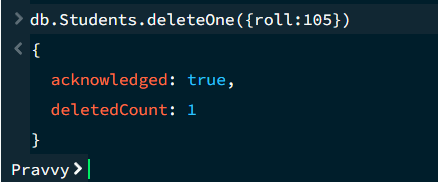 > db.Students.deleteOne({roll:105})
< {
acknowledged: true,
deletedCount: 1
}
Pravvy>